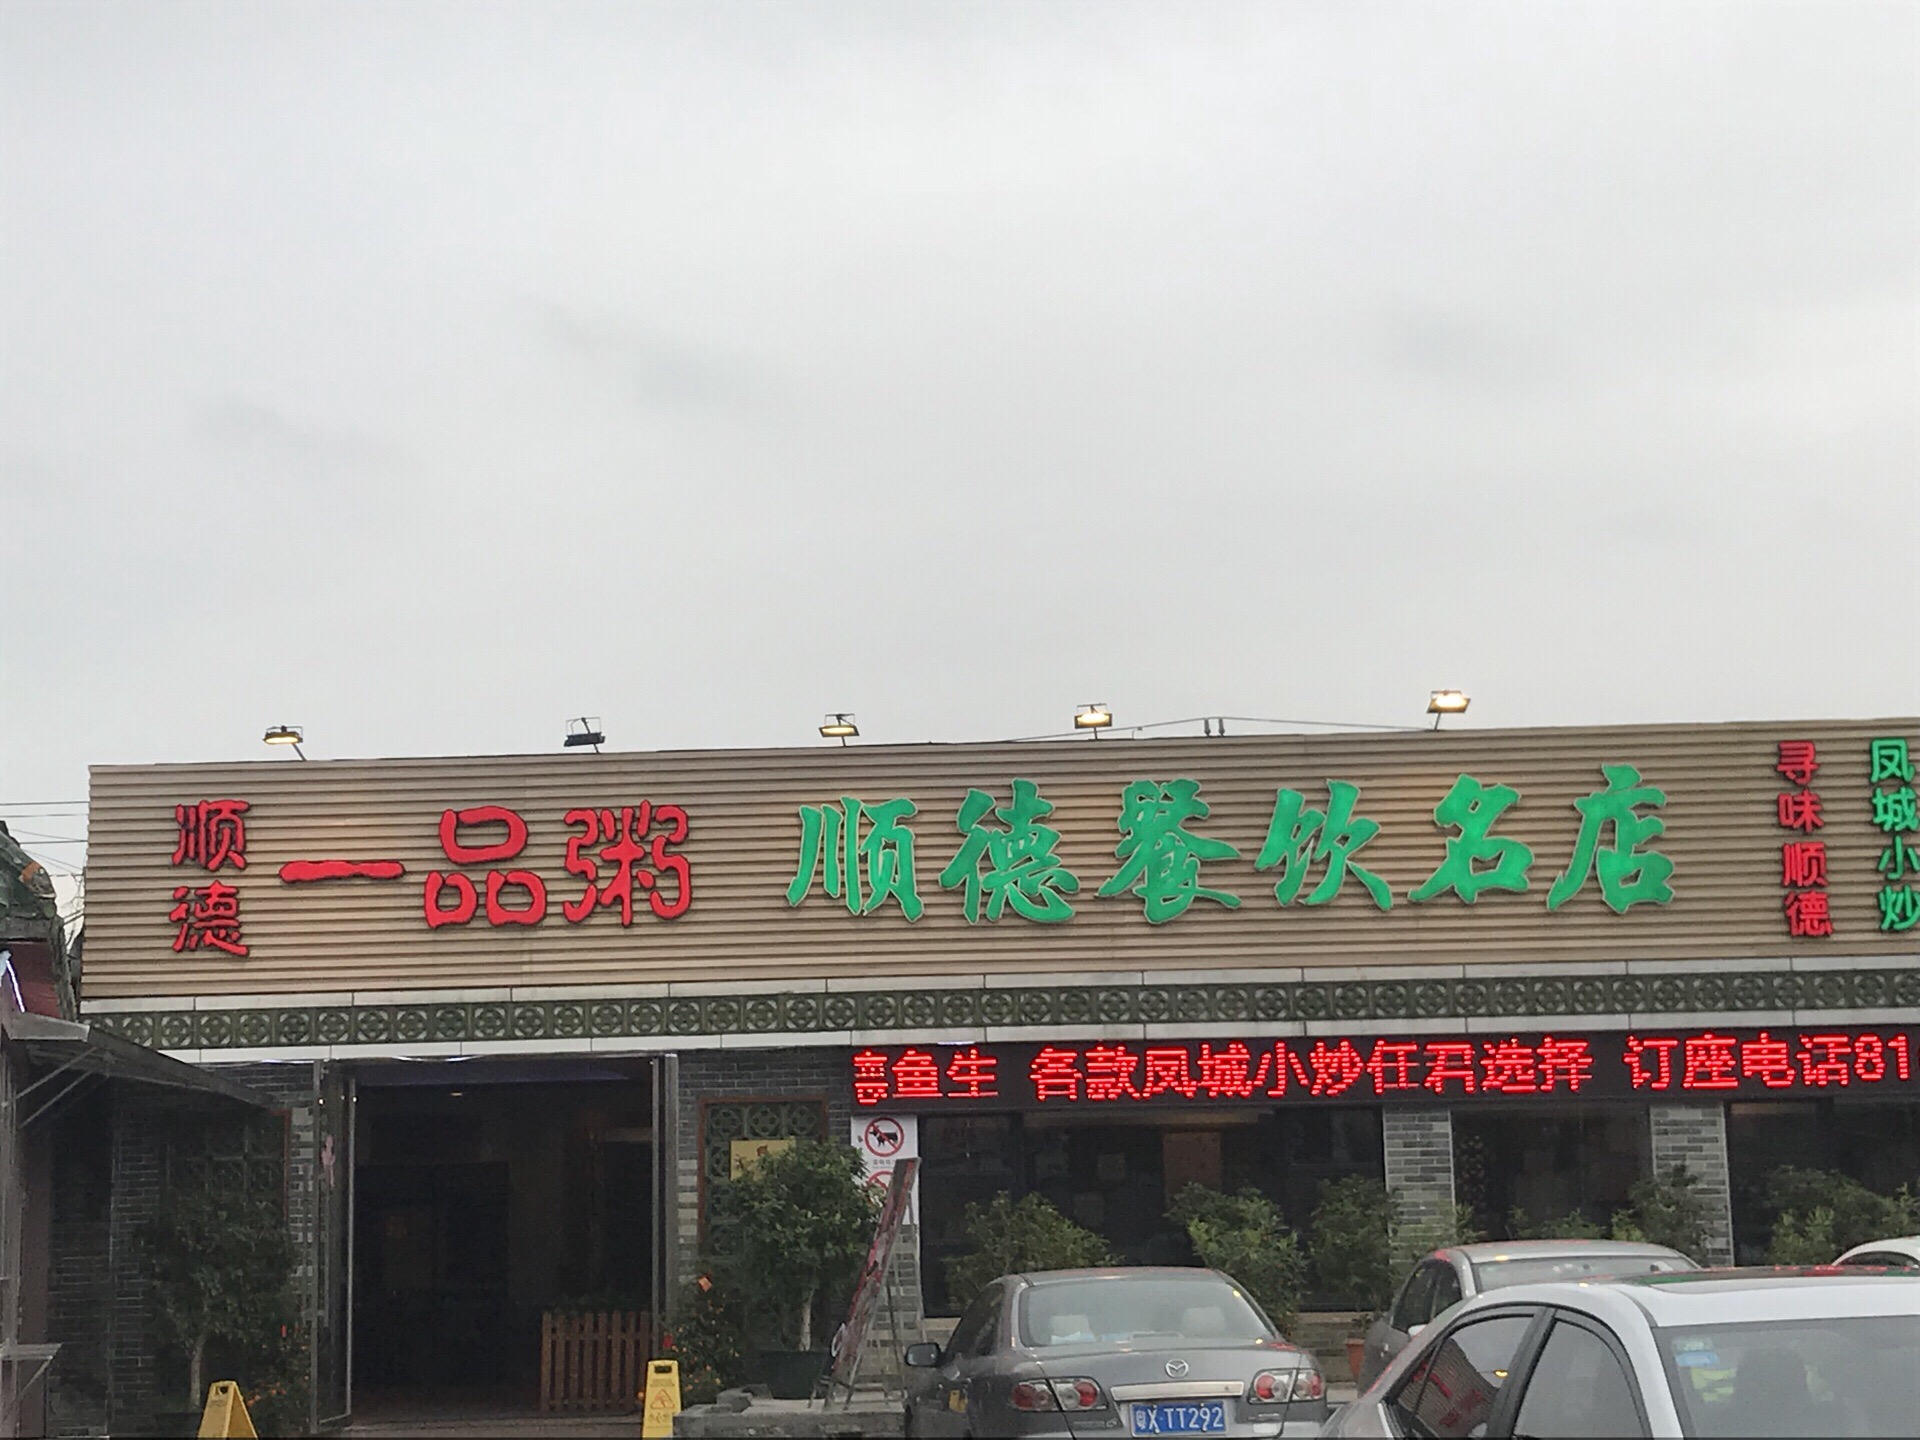 顺德
一品粥
顺德餐饮名店
寻味顺德
凤城小炒
鱼生 各款凤城小炒任君选择 订座电话81
粤X·TT292